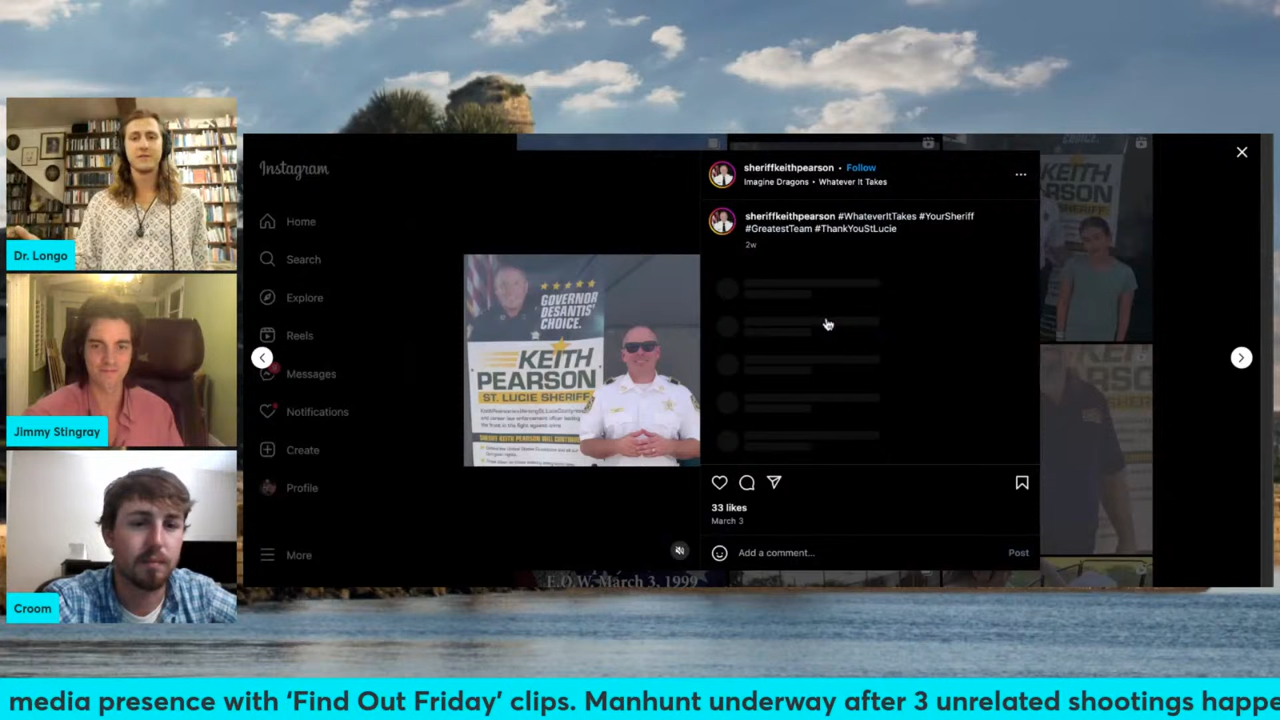 Dr. Longo
Jimmy Stingray
Croom
Instagram
Home
Search
Explore
Reels
Messages
Notifications
Create
Profile
More
GOVERNOR
DESANTIS'
CHOICE.
KEITH
PEARSON
ST. LUCIE SHERIFF
sheriffkeithpearson • Follow
Imagine Dragons • Whatever It Takes
sheriffkeithpearson #WhateverItTakes #YourSheriff
#GreatestTeam #ThankYouStLucie
2w
33 likes
March 3
Add a comment...
Post
KEITH
PEARSON
SHERIFF
E.O.W. March 3, 1999
media presence with ‘Find Out Friday’ clips. Manhunt underway after 3 unrelated shootings happe